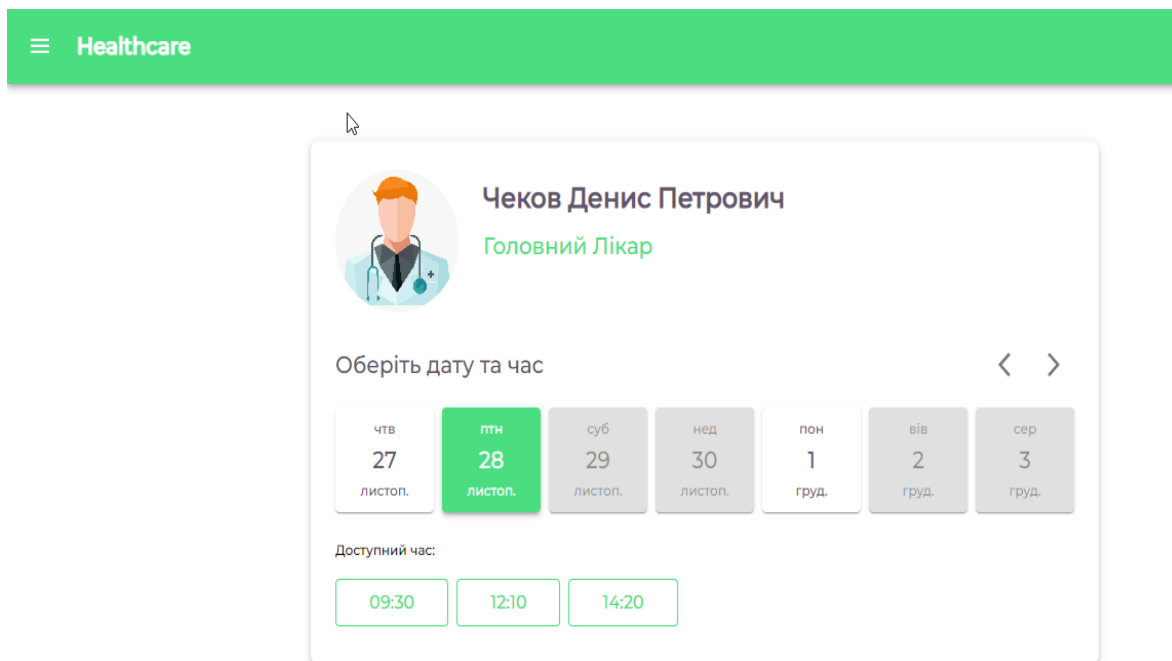 Healthcare
Чеков Денис Петрович
Головний Лікар
Оберіть дату та час
чтв птн суб нед пон вів сер
27 28 29 30 1 2 3
листоп. листоп. листоп. листоп. груд. груд. груд.
Доступний час:
09:30 12:10 14:20